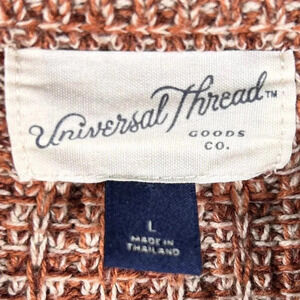 Universal Thread™
GOODS
CO.
L
MADE IN
THAILAND